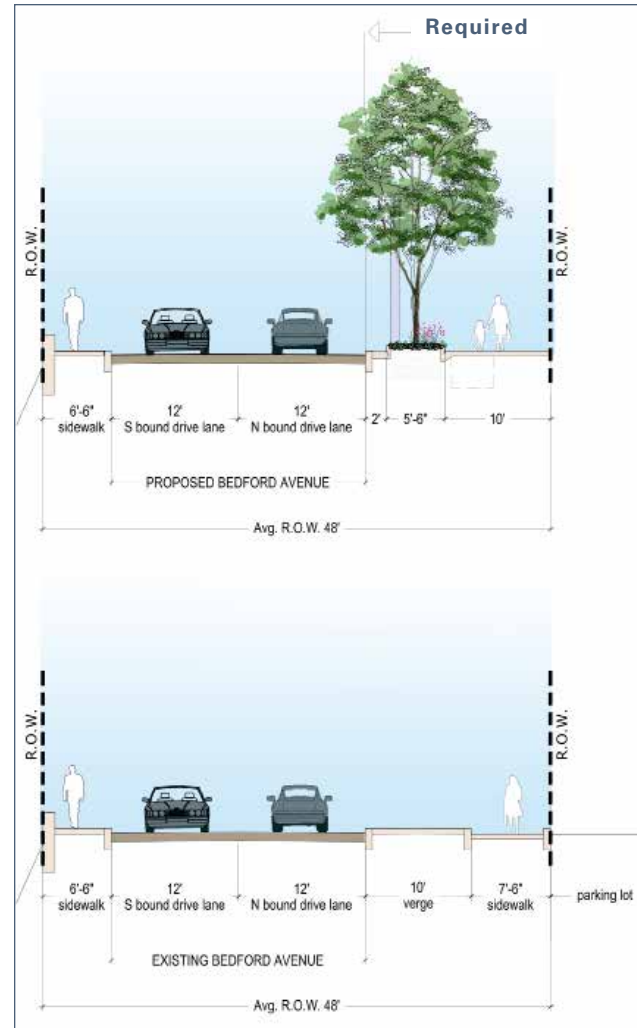 Required
R.O.W.
R.O.W.
6'-6" 12' 12' 2' 5'-6" 10'
sidewalk S bound drive lane N bound drive lane
PROPOSED BEDFORD AVENUE
Avg. R.O.W. 48'
R.O.W.
R.O.W.
6'-6" 12' 12' 10' 7'-6" parking lot
sidewalk S bound drive lane N bound drive lane verge sidewalk
EXISTING BEDFORD AVENUE
Avg. R.O.W. 48'